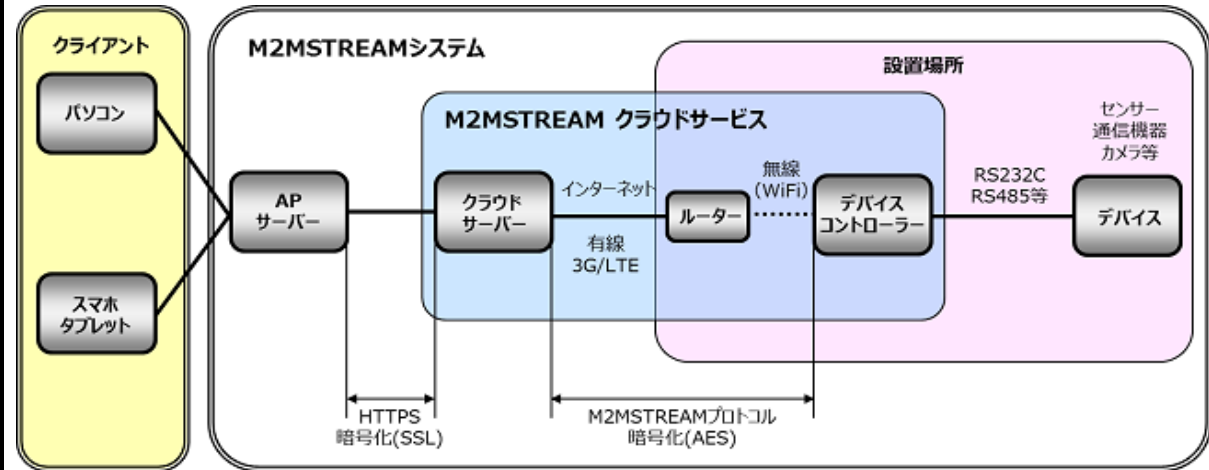 クライアント
パソコン
スマホ
タブレット
M2MSTREAMシステム
設置場所
M2MSTREAM クラウドサービス
AP
サーバー
クラウド
サーバー
インターネット
有線
3G/LTE
ルーター
無線
(WiFi)
デバイス
コントローラー
RS232C
RS485等
センサー
通信機器
カメラ等
デバイス
HTTPS
暗号化(SSL)
M2MSTREAMプロトコル
暗号化(AES)